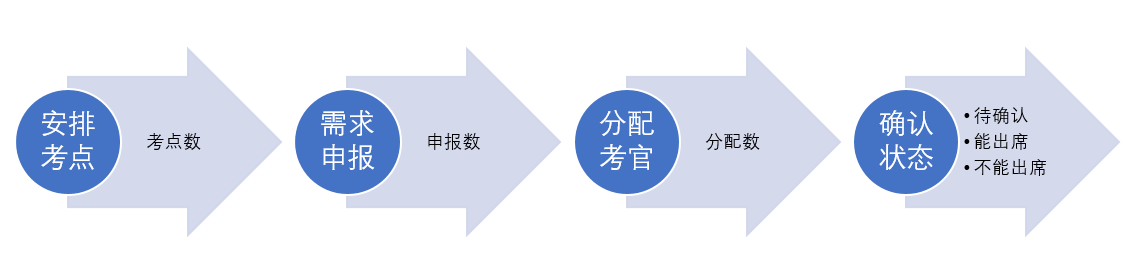 安排
考点
考点数
需求
申报
申报数
分配
考官
分配数
确认
状态
•待确认
•能出席
•不能出席